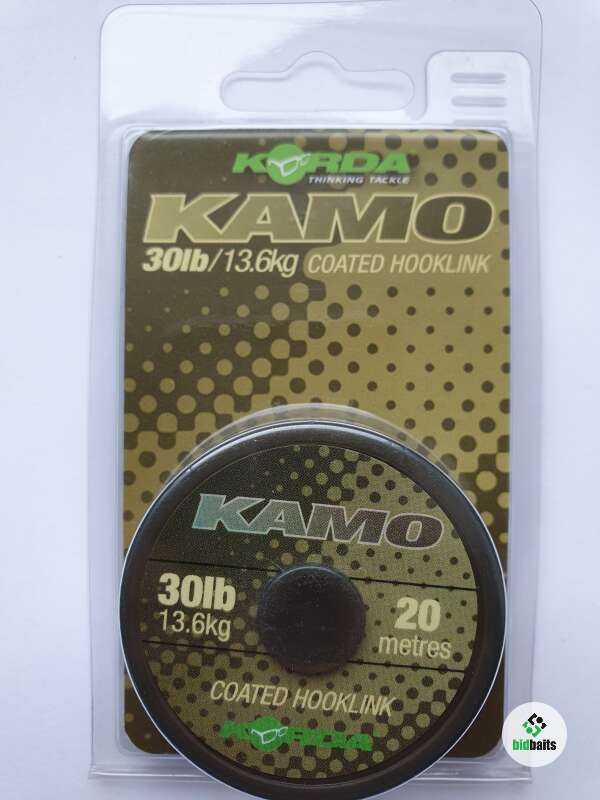 KORDA
THINKING TACKLE
KAMO
30lb/13.6kg COATED HOOKLINK
KAMO
30lb
13.6kg
20
metres
COATED HOOKLINK
KORDA
bidbaits